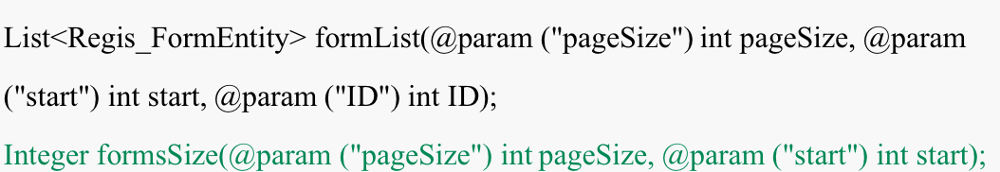 List<Regis_FormEntity> formList(@param ("pageSize") int pageSize, @param
("start") int start, @param ("ID") int ID);
Integer formsSize(@param ("pageSize") int pageSize, @param ("start") int start);